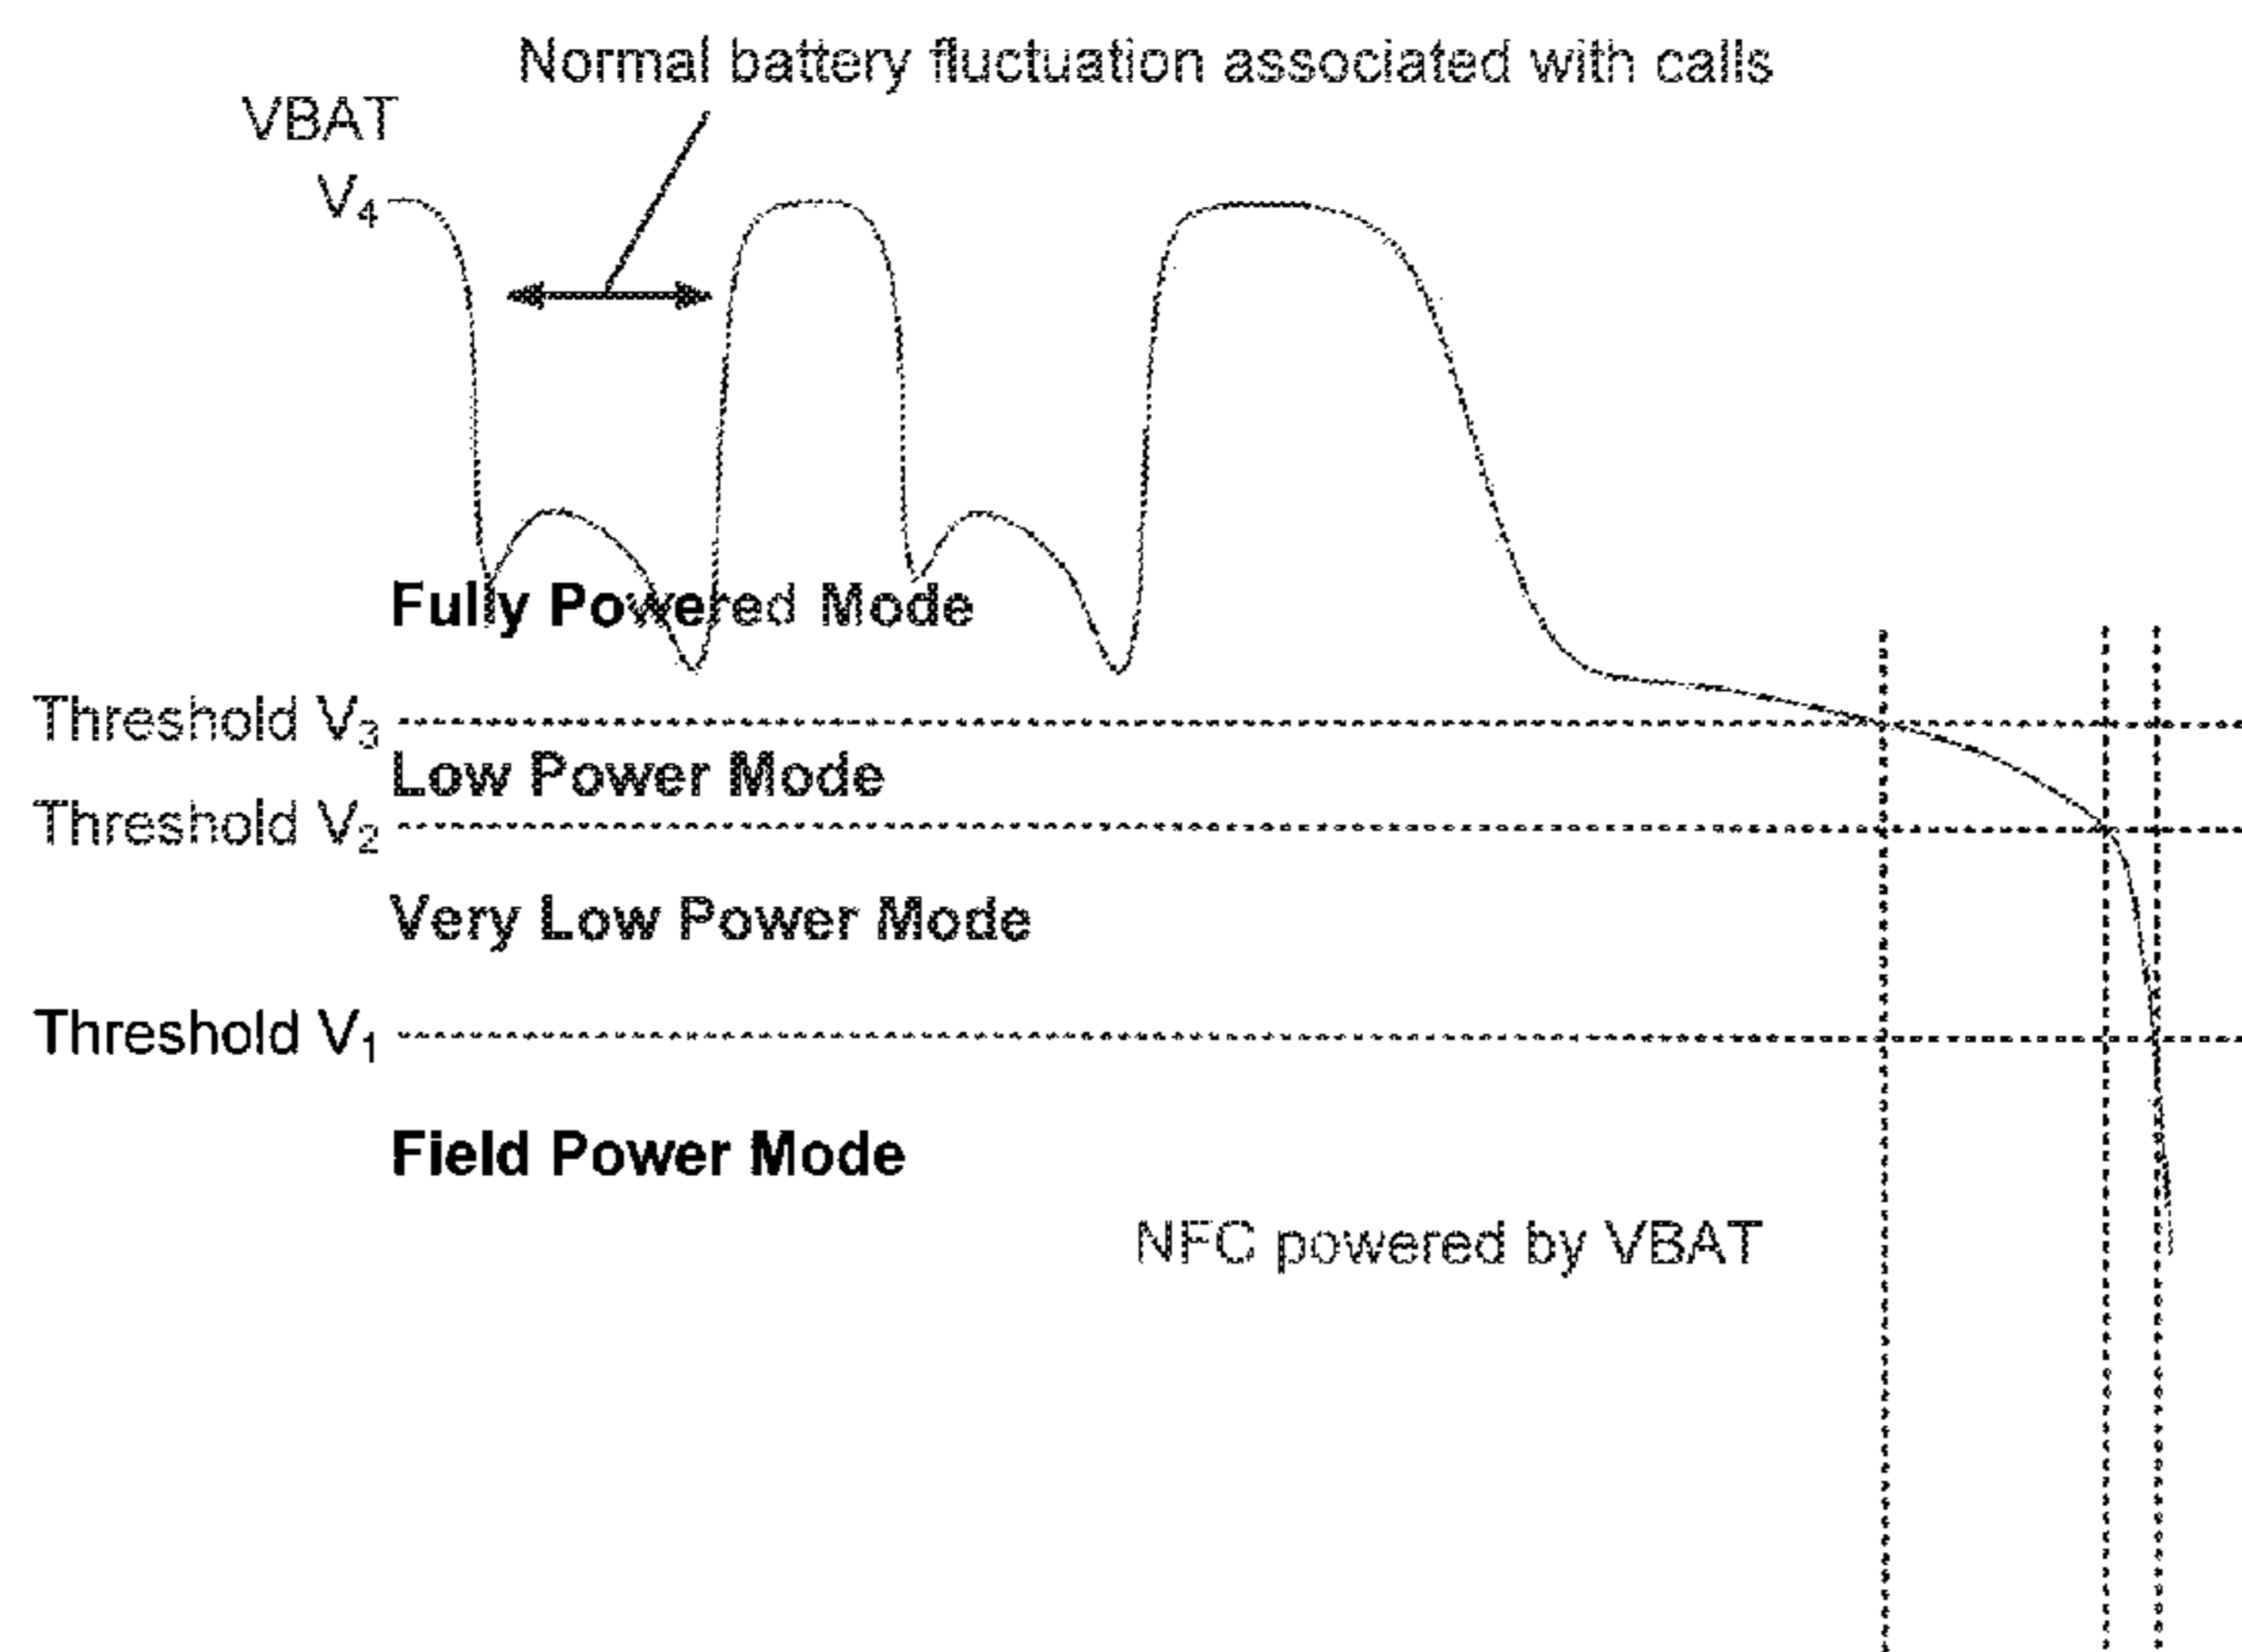 Normal battery fluctuation associated with calls
VBAT
V₄
Fully Powered Mode
Threshold V₃
Low Power Mode
Threshold V₂
Very Low Power Mode
Threshold V₁
Field Power Mode
NFC powered by VBAT